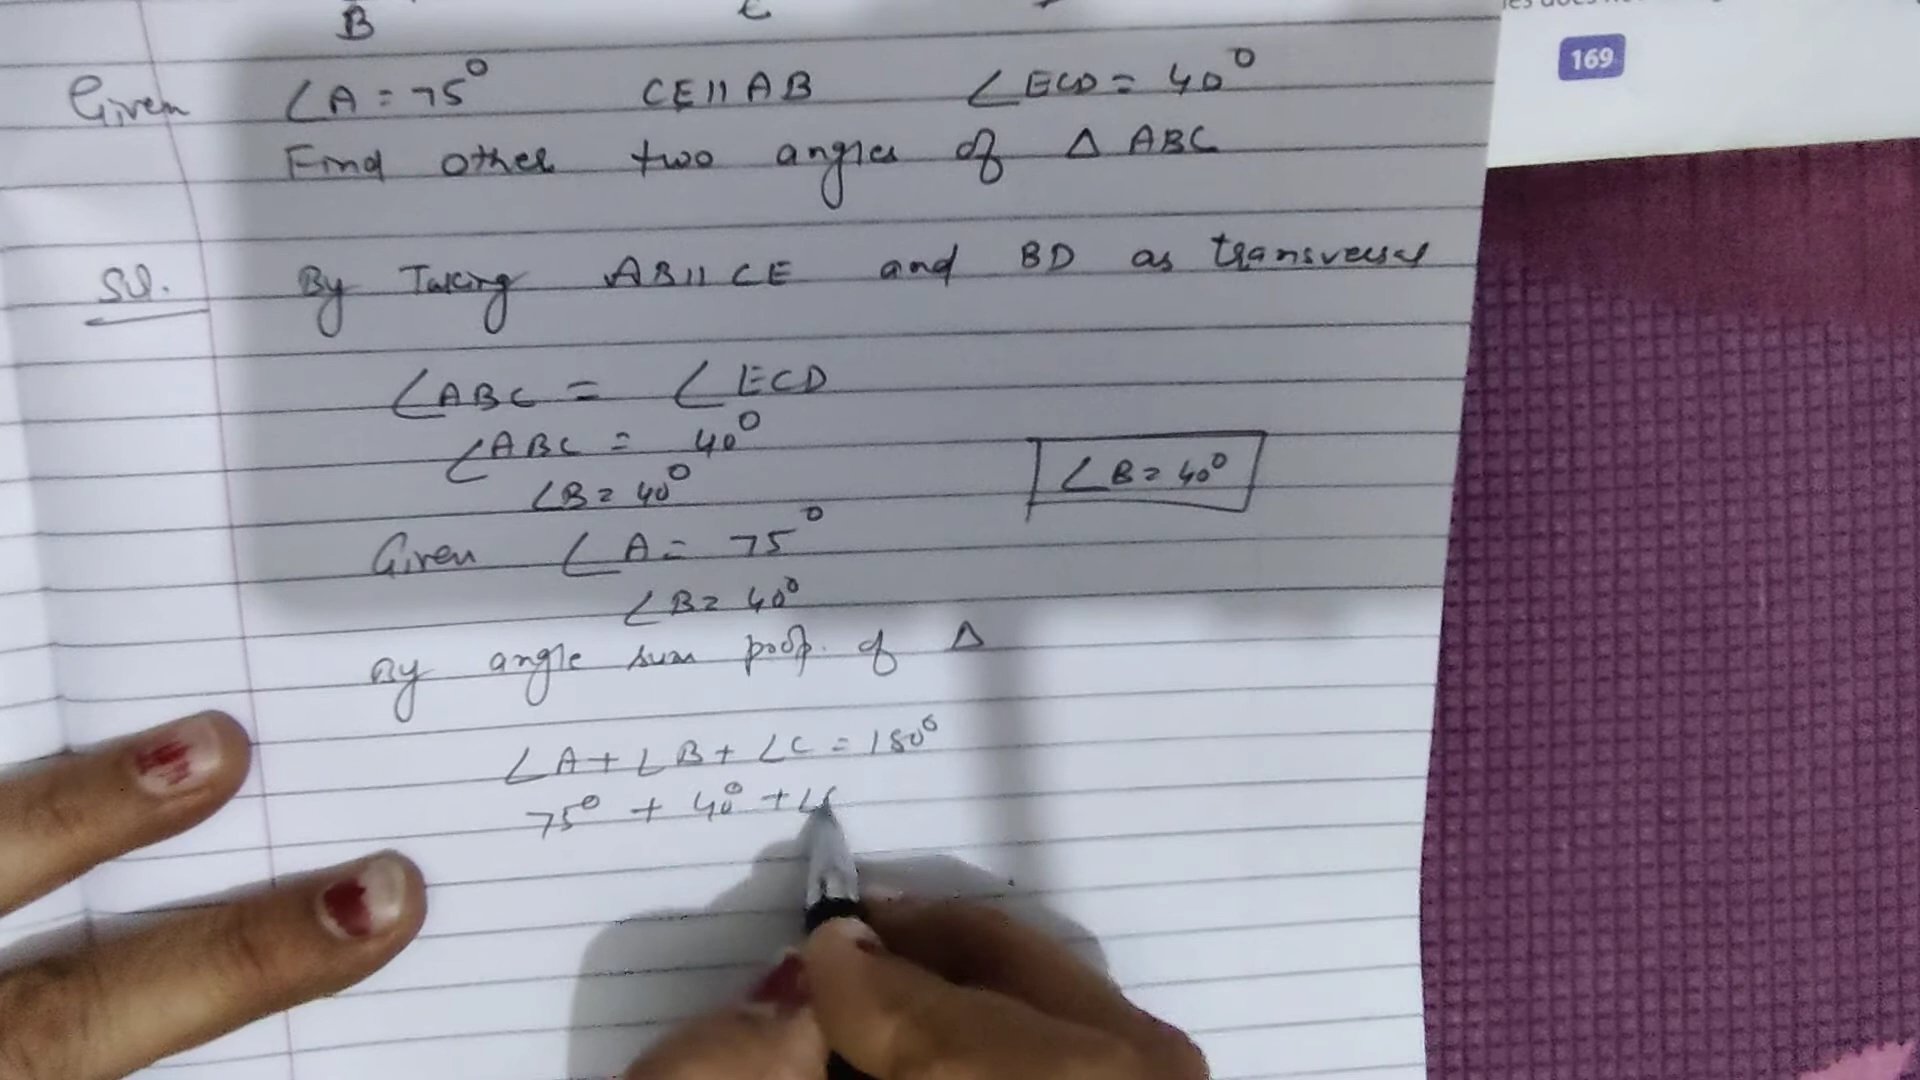 B
169
Given ∠A = 75° CE || AB ∠ECD = 40°
Find other two angles of Δ ABC
Sol. By Taking AB || CE and BD as transversal
∠ABC = ∠ECD
∠ABC = 40°
∠B = 40°
∠B = 40°
Given ∠A = 75°
∠B = 40°
By angle sum prop. of Δ
∠A + ∠B + ∠C = 180°
75° + 40° + ∠